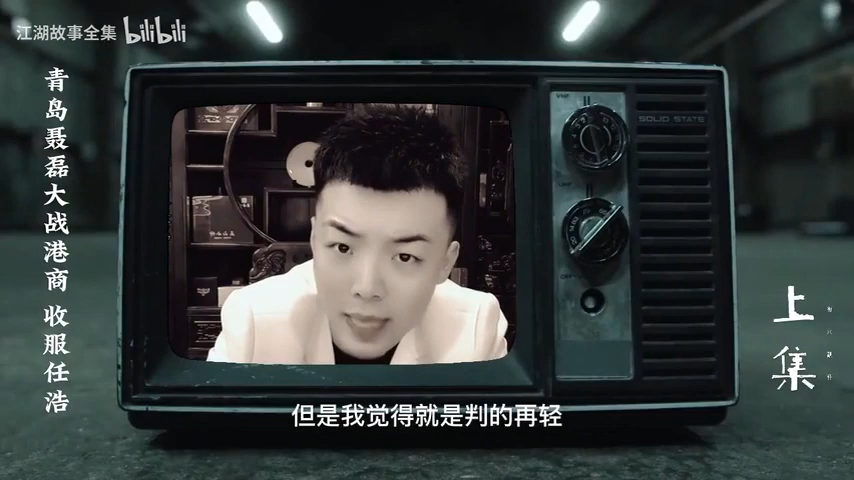 江湖故事全集 bilibili
青岛聂磊大战港商 收服任浩
SOLID STATE
上集
但是我觉得就是判的再轻